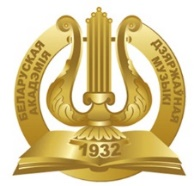 БЕЛАРУСКАЯ ДЗЯРЖАЎНАЯ
АКАДЭМІЯ МУЗЫКІ
1932